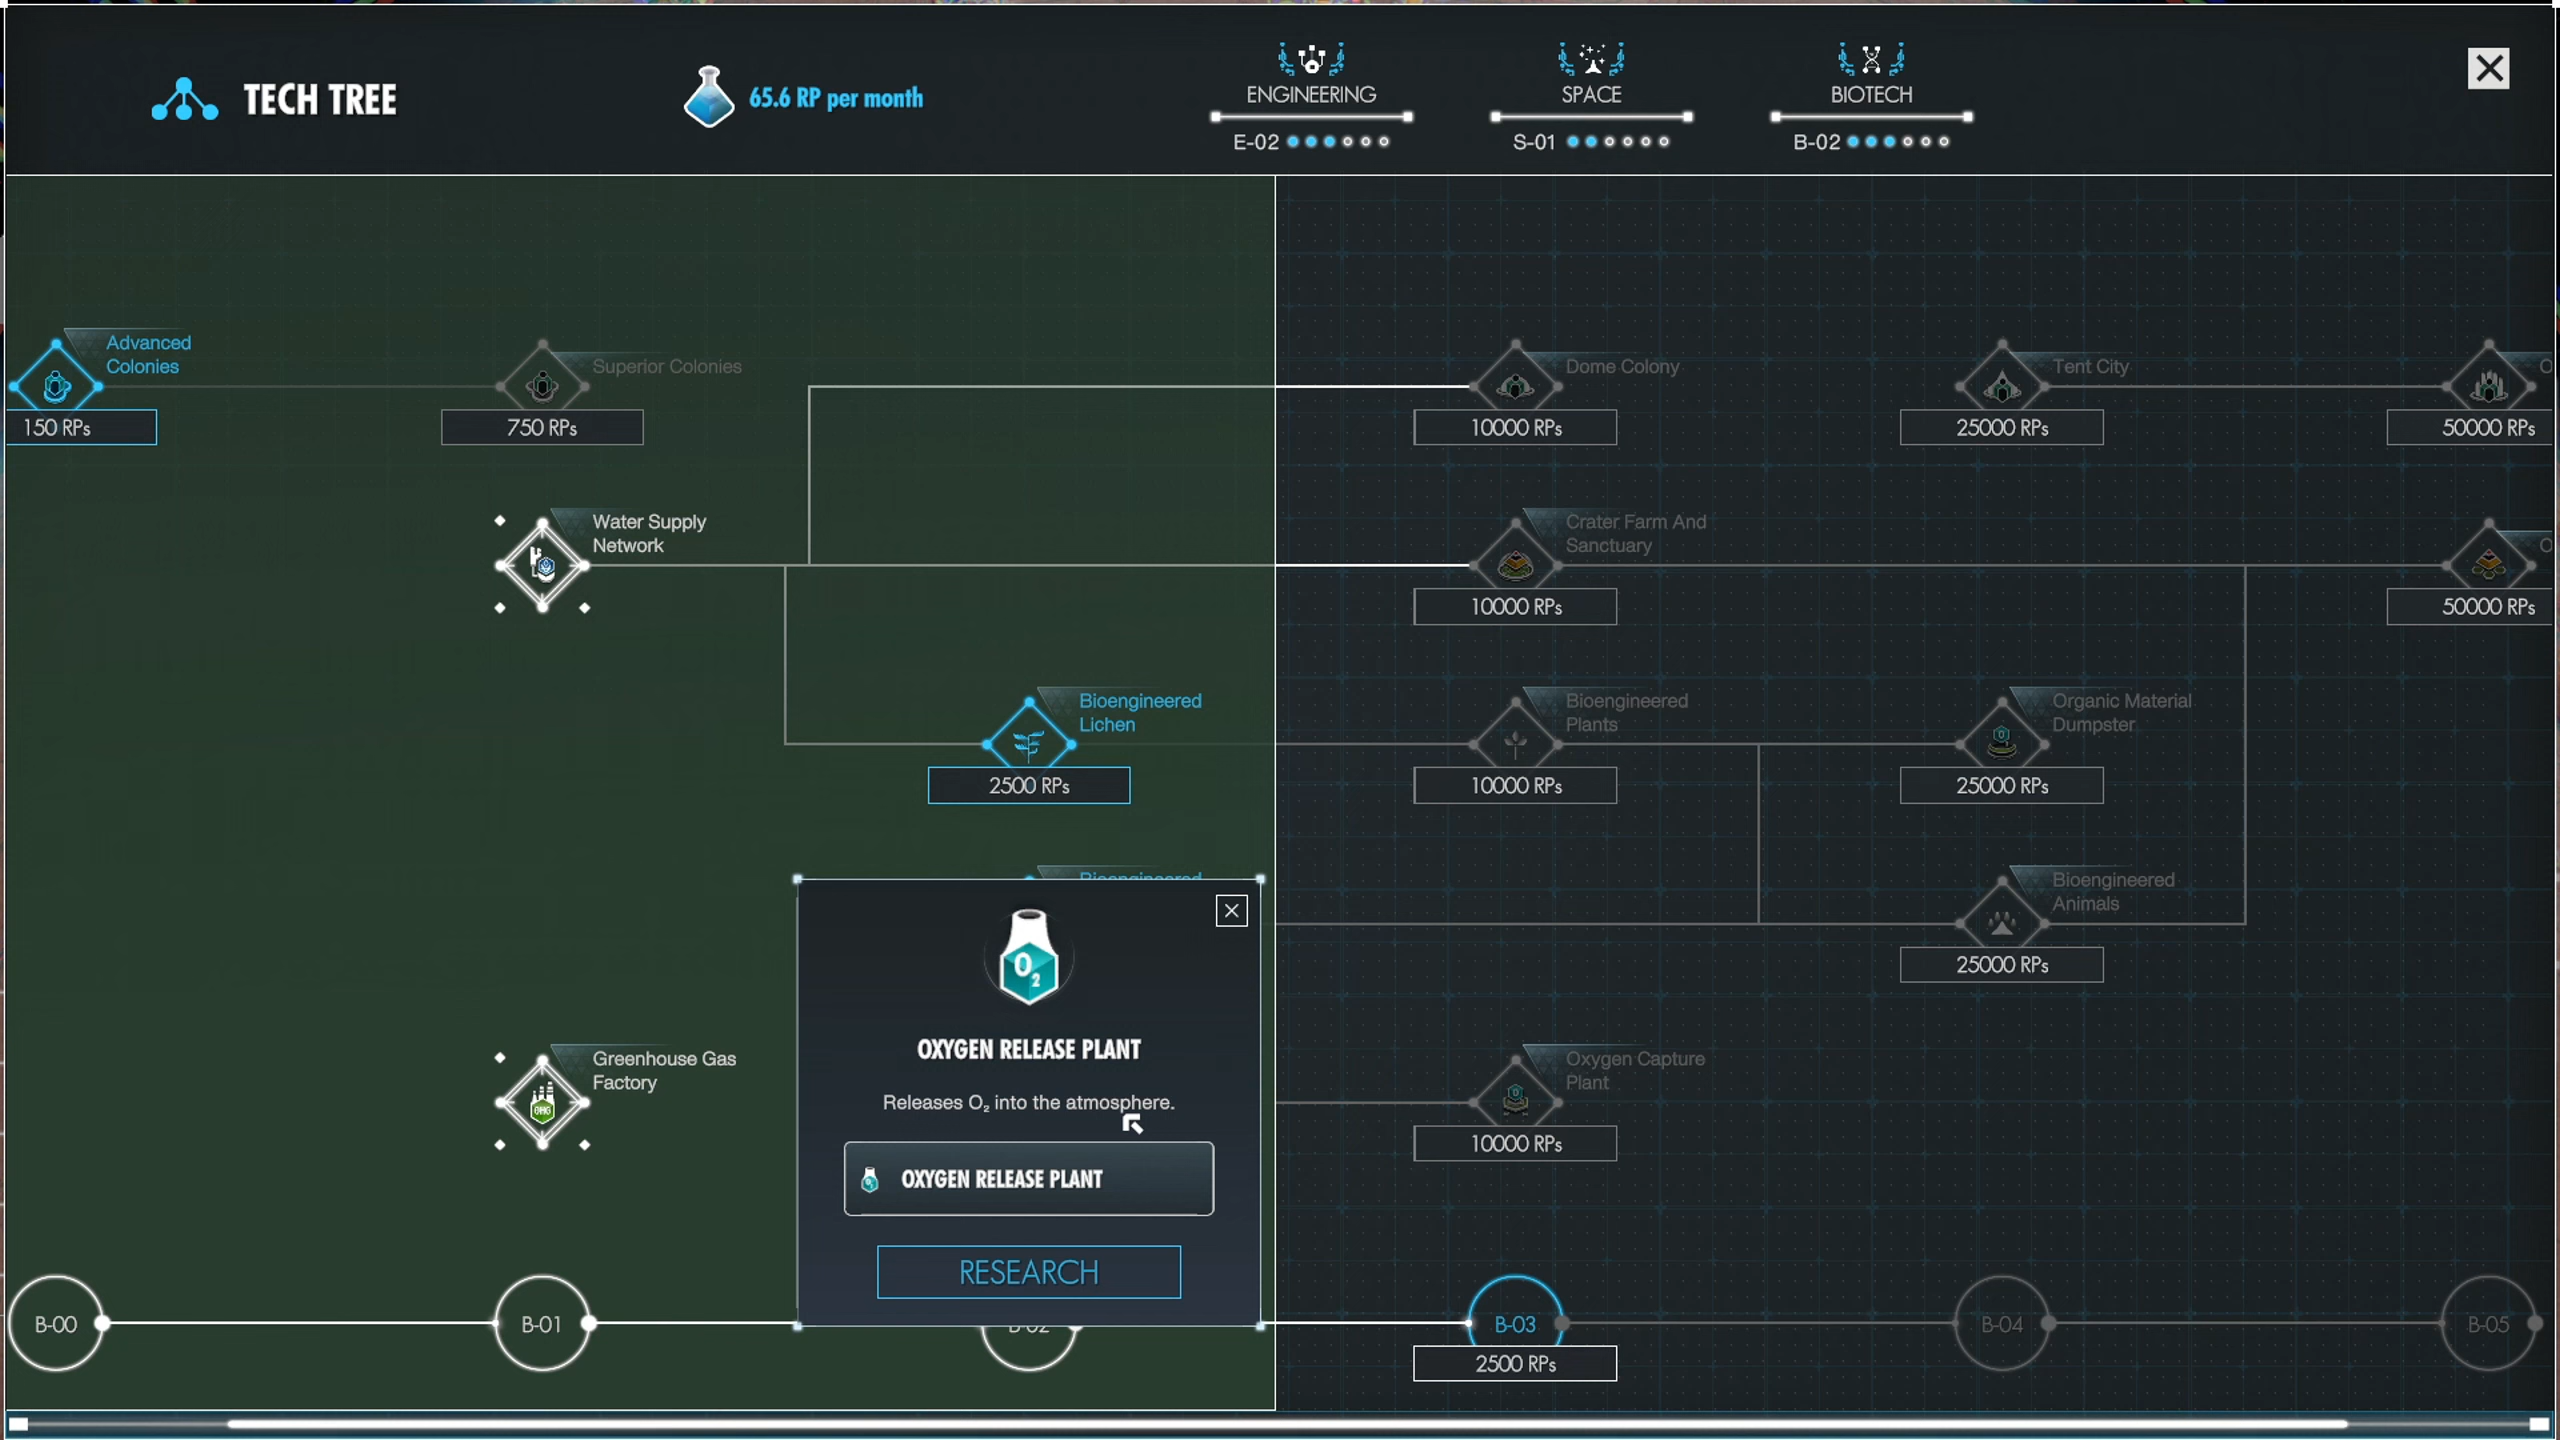 TECH TREE
65.6 RP per month
ENGINEERING
E-02
SPACE
S-01
BIOTECH
B-02
Advanced
Colonies
150 RPs
Superior Colonies
750 RPs
Dome Colony
10000 RPs
Tent City
25000 RPs
50000 RPs
Water Supply
Network
Crater Farm And
Sanctuary
10000 RPs
50000 RPs
Bioengineered
Lichen
2500 RPs
Bioengineered
Plants
10000 RPs
Organic Material
Dumpster
25000 RPs
Bioengineered
Bioengineered
Animals
25000 RPs
Greenhouse Gas
Factory
GHG
O₂
OXYGEN RELEASE PLANT
Releases O₂ into the atmosphere.
OXYGEN RELEASE PLANT
RESEARCH
Oxygen Capture
Plant
10000 RPs
B-00
B-01
B-02
B-03
2500 RPs
B-04
B-05